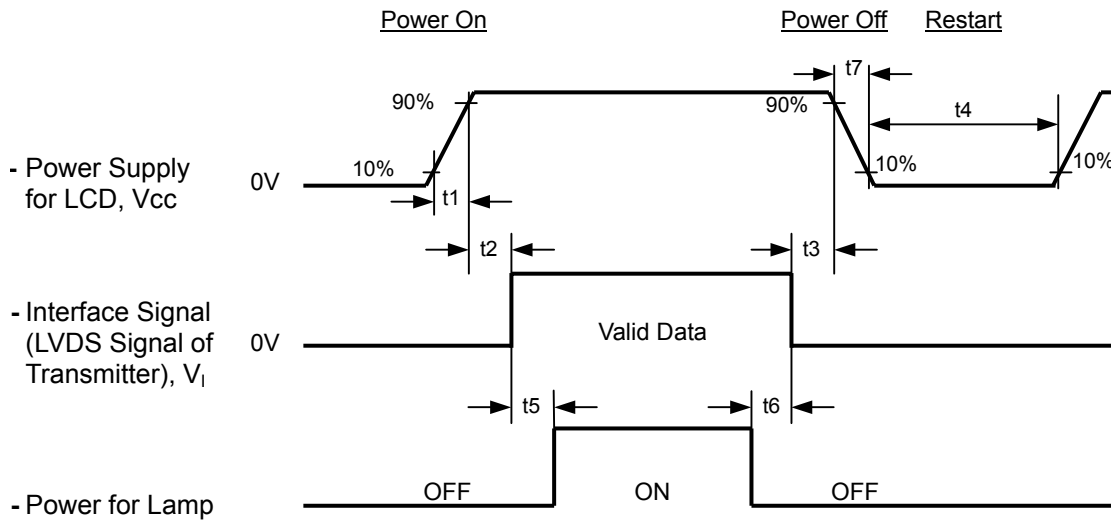 Power On
Power Off Restart
t7
90%
90%
t4
- Power Supply
for LCD, Vcc
0V
10%
10%
10%
t1
t2
t3
- Interface Signal
(LVDS Signal of
Transmitter), VI
0V
Valid Data
t5
t6
- Power for Lamp
OFF
ON
OFF